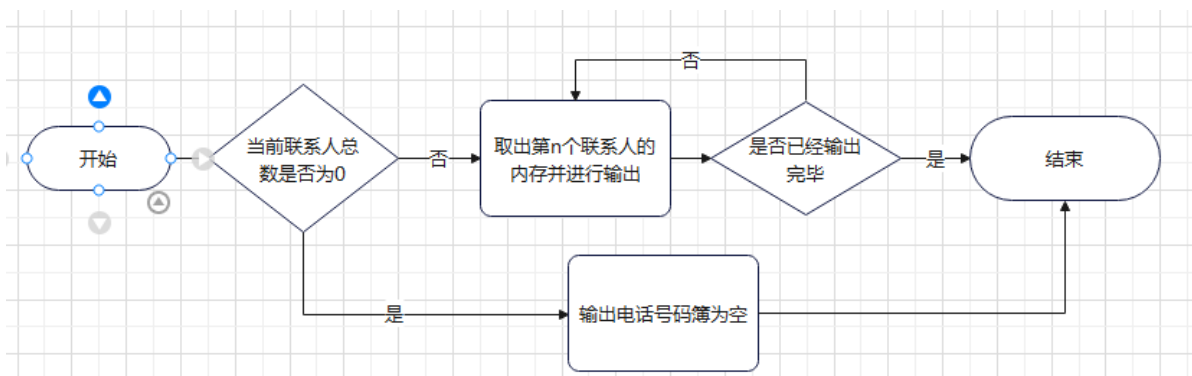 否
开始
当前联系人总
数是否为0
否
取出第n个联系人的
内存并进行输出
是否已经输出
完毕
是
结束
是
输出电话号码簿为空